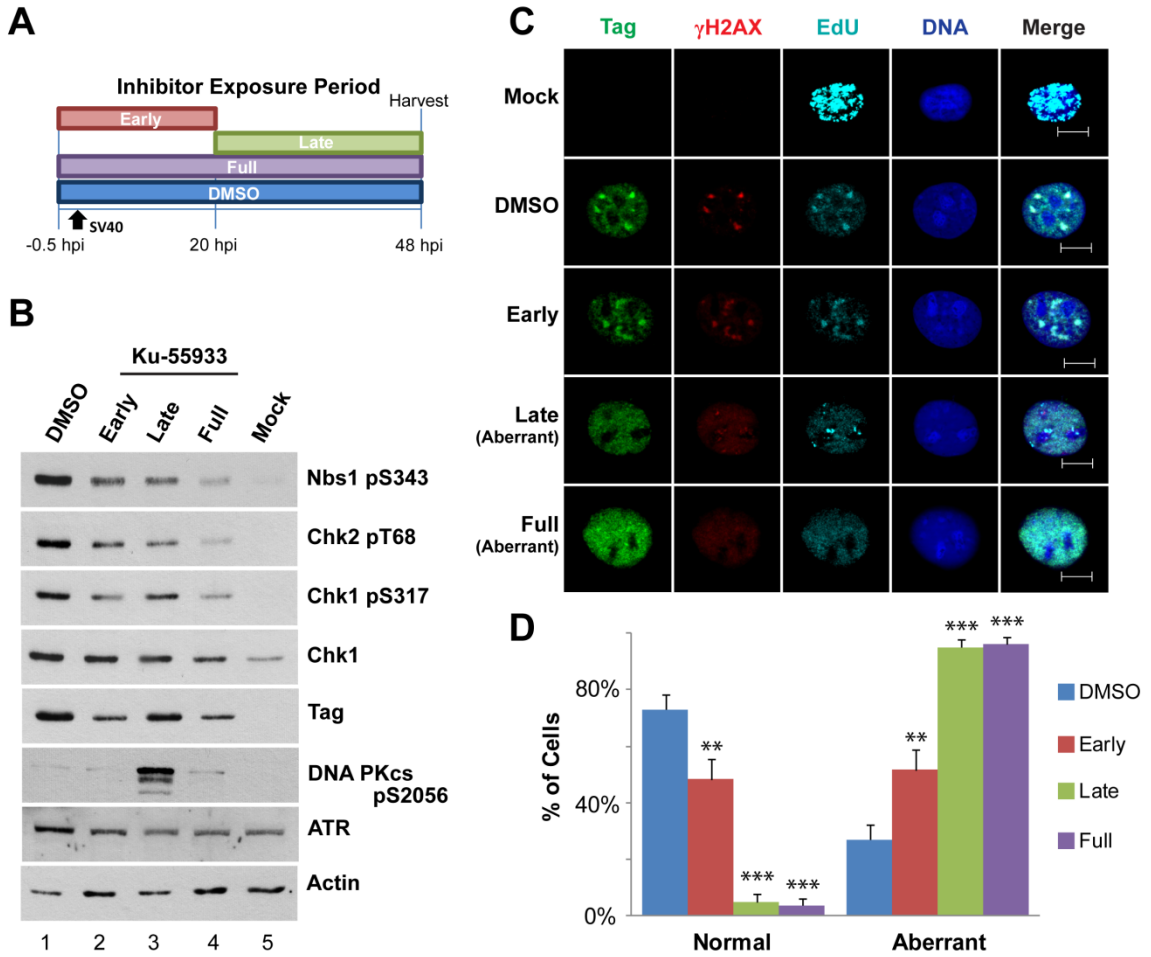 A
Inhibitor Exposure Period
Harvest
Early
Late
Full
DMSO
SV40
-0.5 hpi
20 hpi
48 hpi
B
Ku-55933
DMSO
Early
Late
Full
Mock
Nbs1 pS343
Chk2 pT68
Chk1 pS317
Chk1
Tag
DNA PKcs
pS2056
ATR
Actin
1 2 3 4 5
C
Tag γH2AX EdU DNA Merge
Mock
DMSO
Early
Late
(Aberrant)
Full
(Aberrant)
D
% of Cells
80%
40%
0%
**
***
***
**
***
***
Normal
Aberrant
DMSO
Early
Late
Full